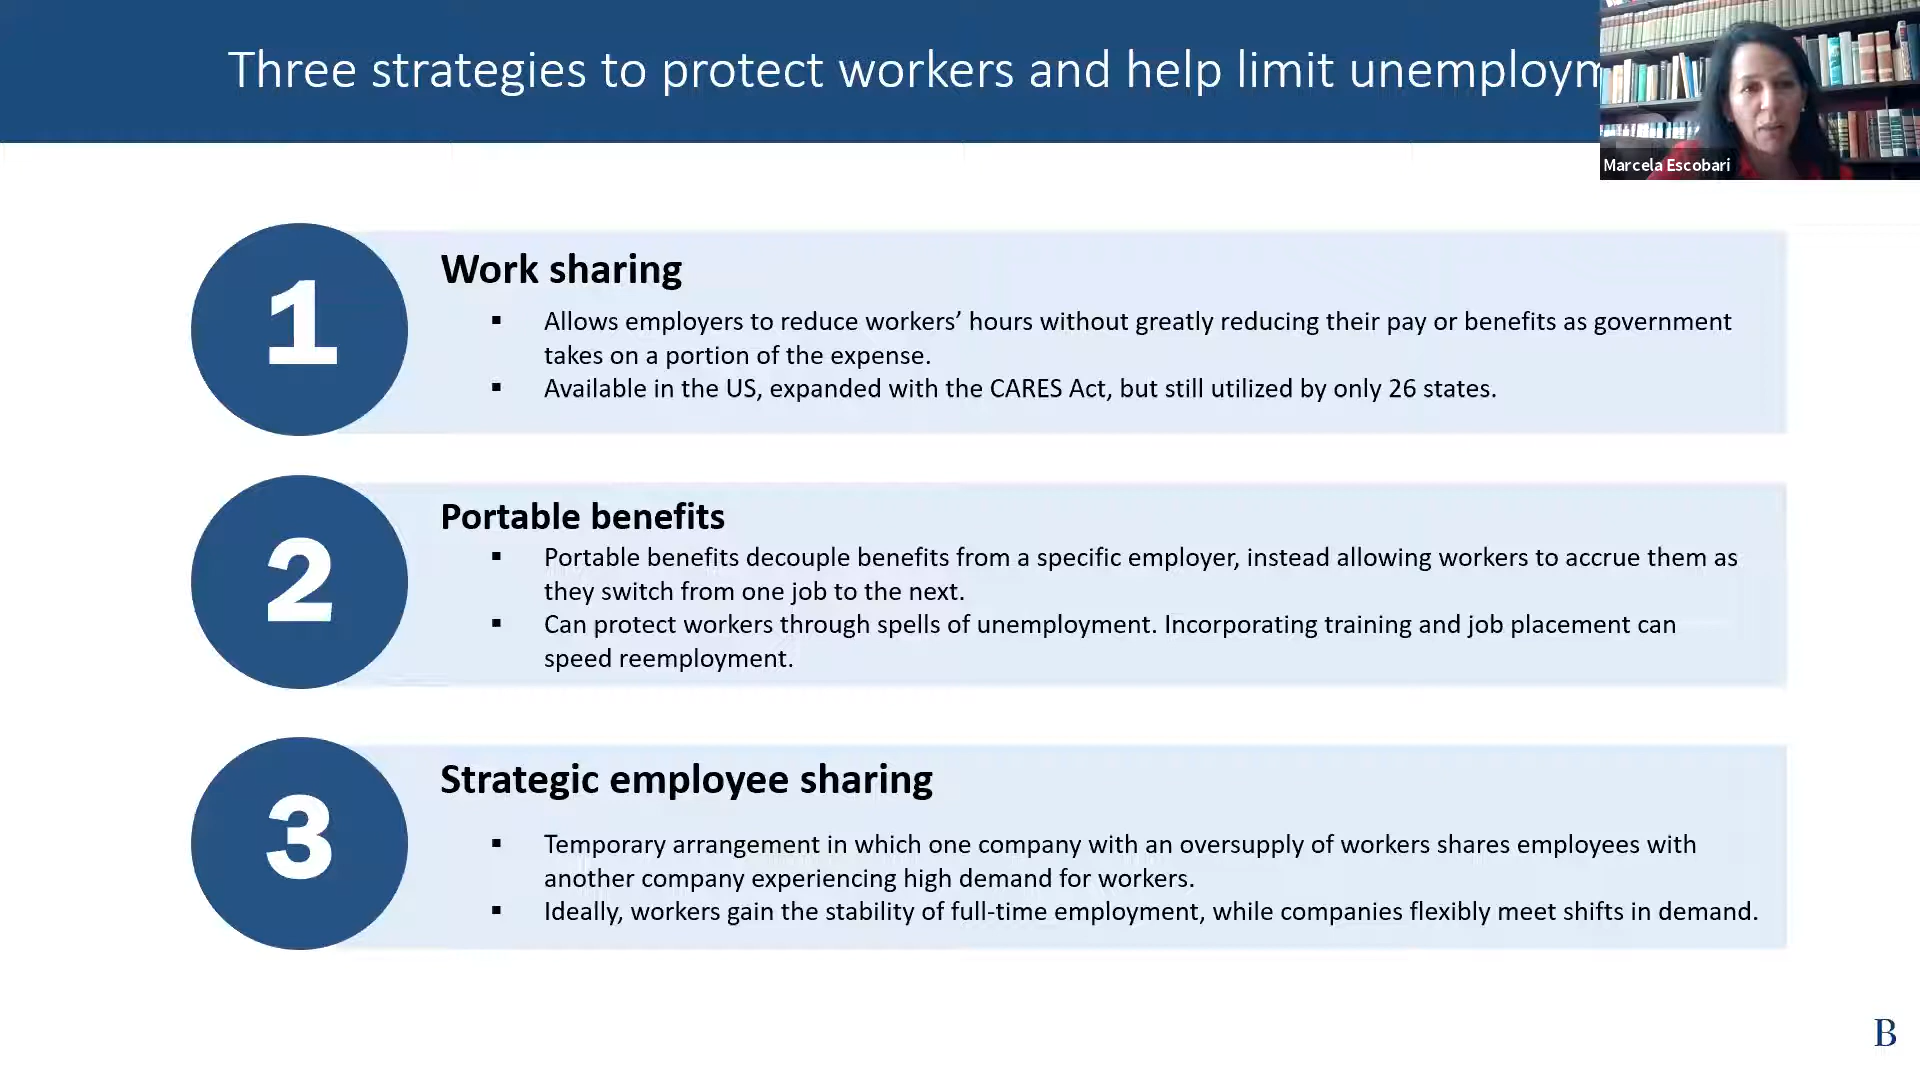 Three strategies to protect workers and help limit
Marcela Escobari
1
Work sharing
▪ Allows employers to reduce workers’ hours without greatly reducing their pay or benefits as government
takes on a portion of the expense.
▪ Available in the US, expanded with the CARES Act, but still utilized by only 26 states.
2
Portable benefits
▪ Portable benefits decouple benefits from a specific employer, instead allowing workers to accrue them as
they switch from one job to the next.
▪ Can protect workers through spells of unemployment. Incorporating training and job placement can
speed reemployment.
3
Strategic employee sharing
▪ Temporary arrangement in which one company with an oversupply of workers shares employees with
another company experiencing high demand for workers.
▪ Ideally, workers gain the stability of full-time employment, while companies flexibly meet shifts in demand.
B